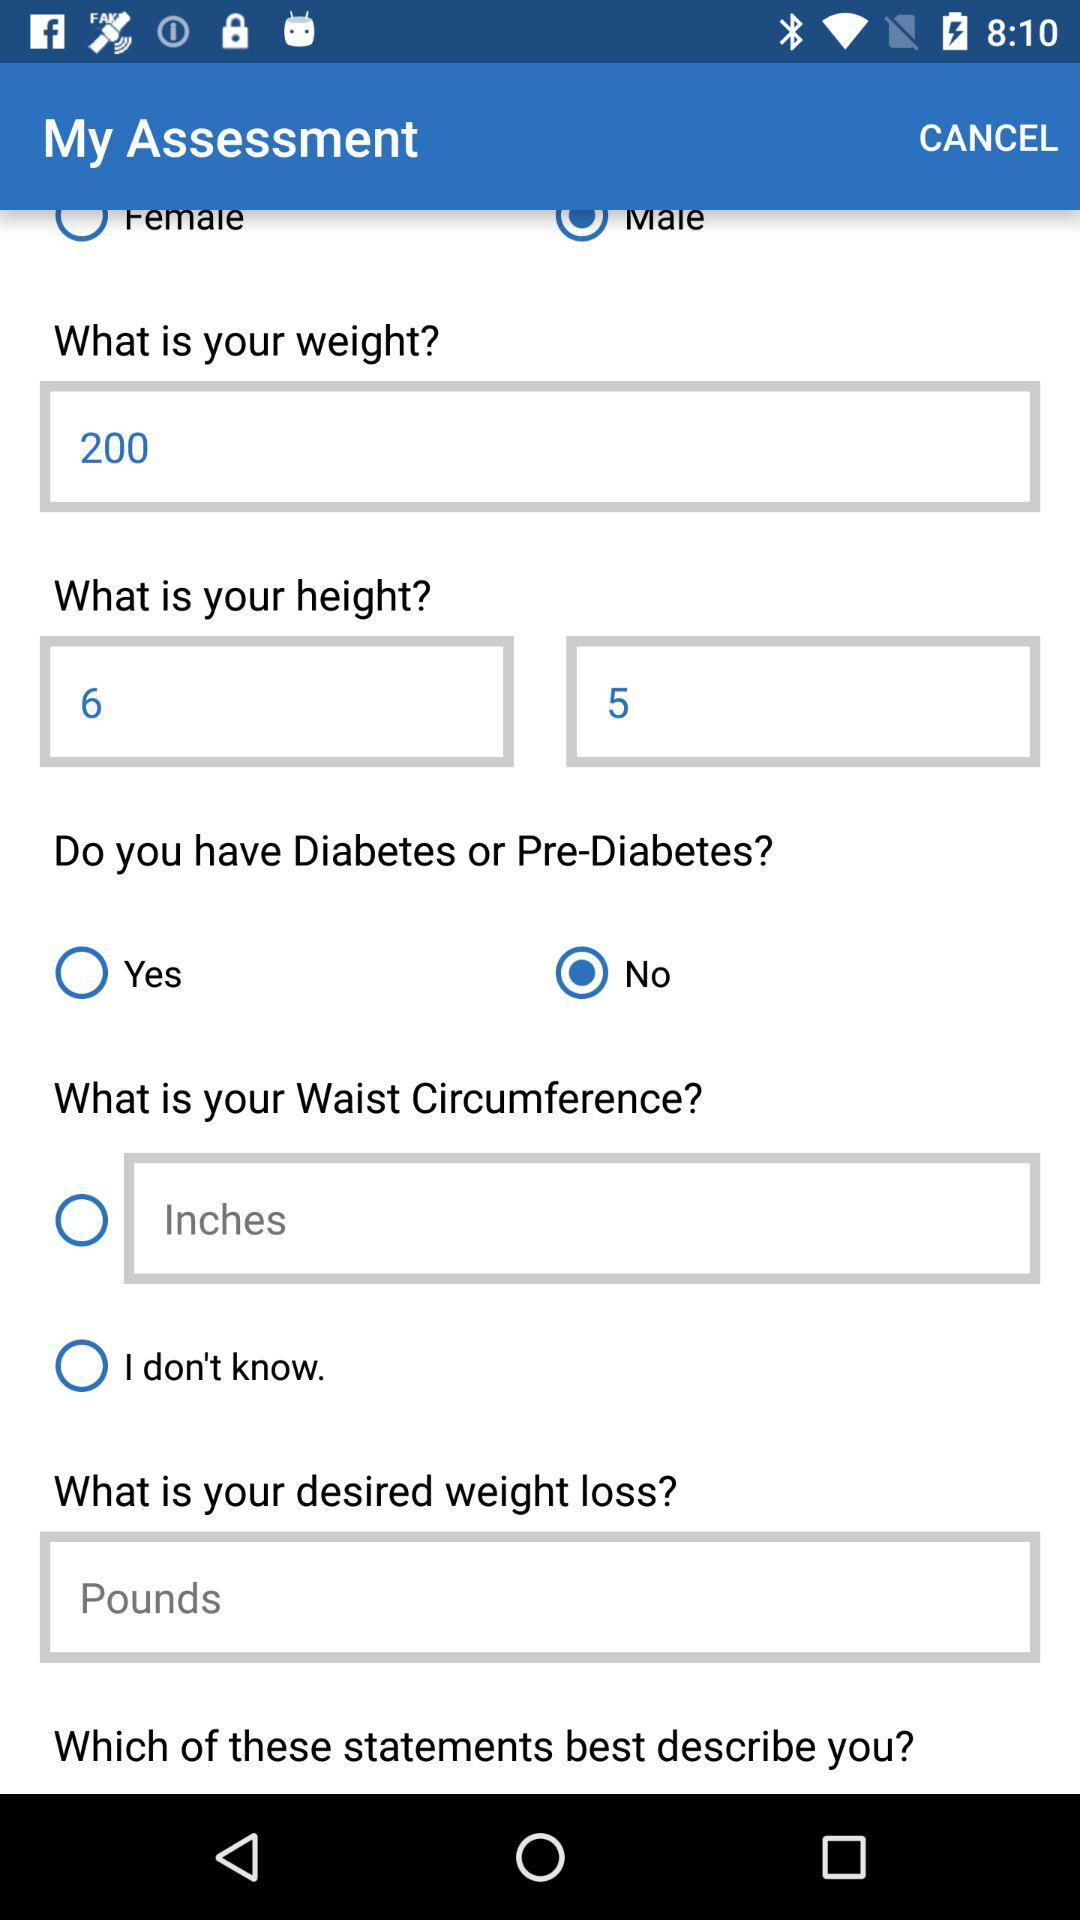 FAKE
8:10
My Assessment
CANCEL
Female
Male
What is your weight?
200
What is your height?
6
5
Do you have Diabetes or Pre-Diabetes?
Yes
No
What is your Waist Circumference?
Inches
I don't know.
What is your desired weight loss?
Pounds
Which of these statements best describe you?